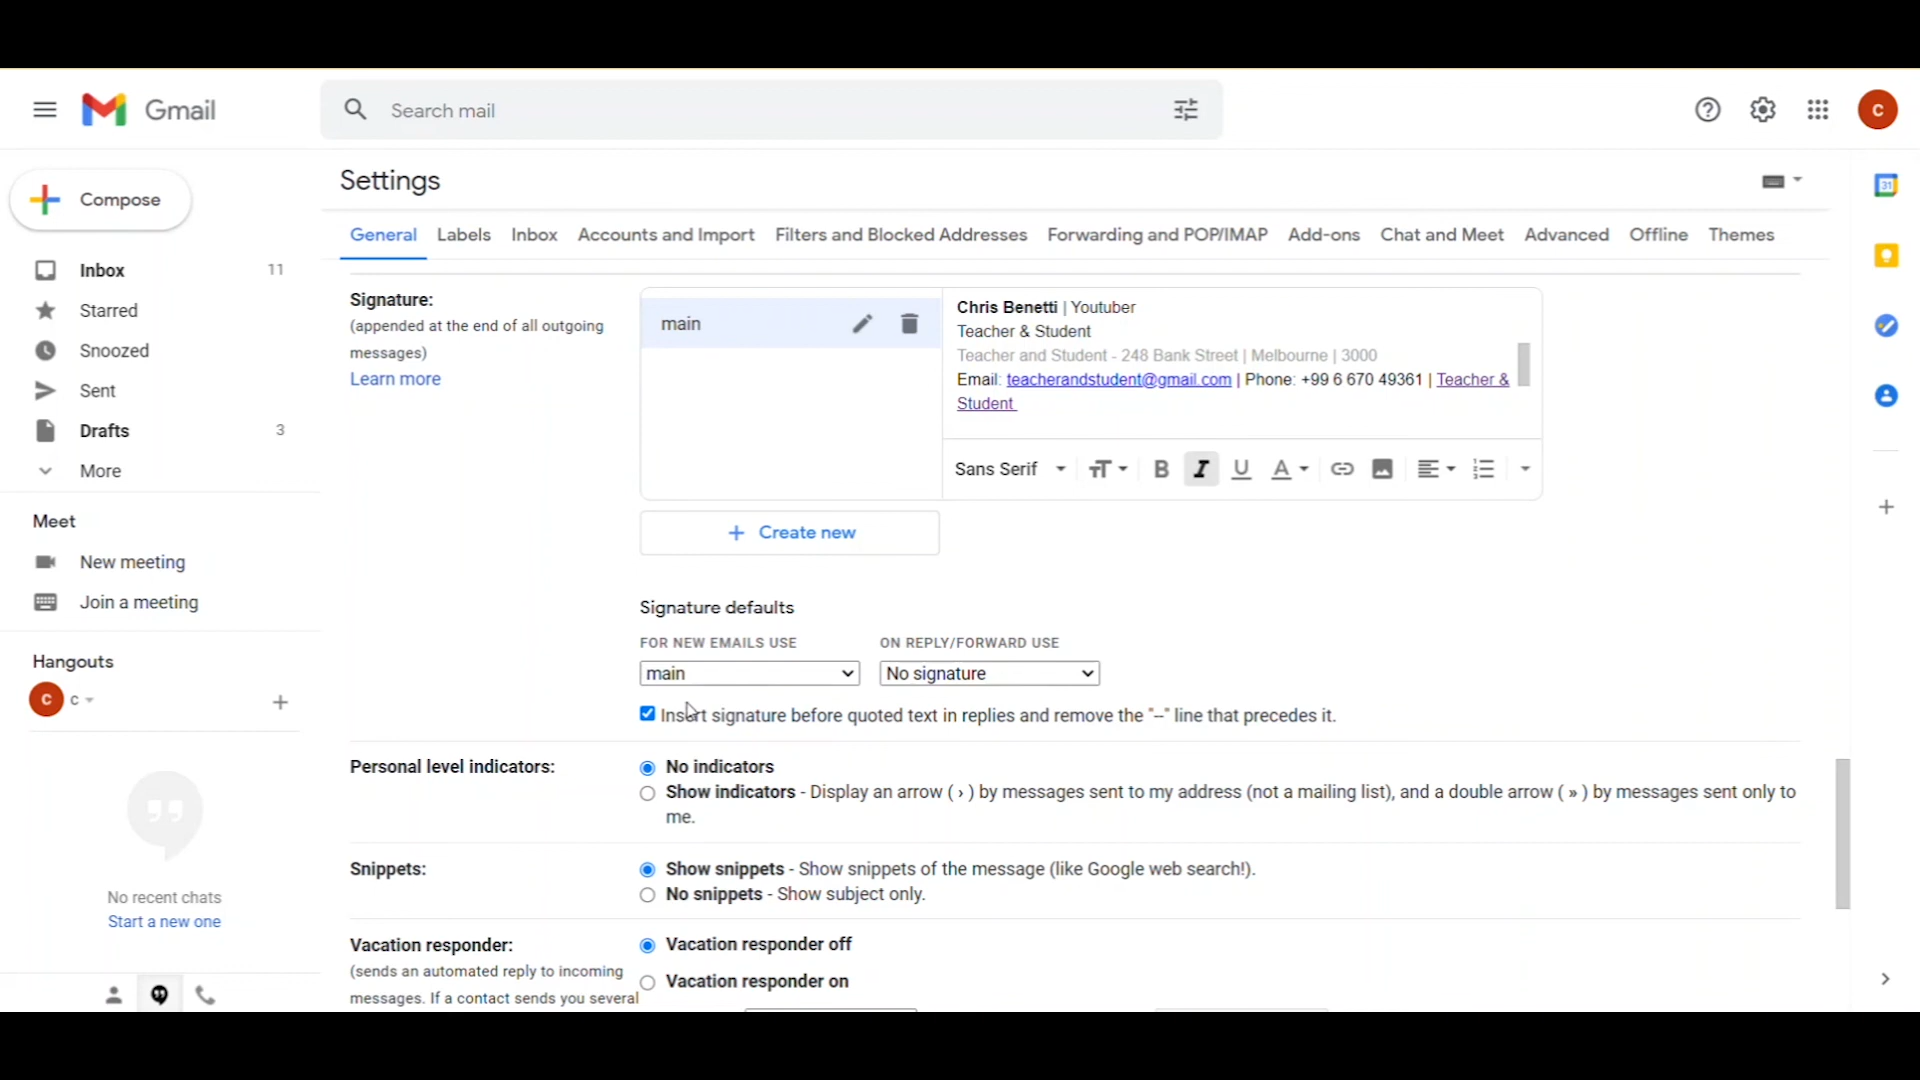 Gmail
Search mail
C
Compose
Inbox 11
Starred
Snoozed
Sent
Drafts 3
More
Meet
New meeting
Join a meeting
Hangouts
C c
No recent chats
Start a new one
Settings
General Labels Inbox Accounts and Import Filters and Blocked Addresses Forwarding and POP/IMAP Add-ons Chat and Meet Advanced Offline Themes
Signature:
(appended at the end of all outgoing
messages)
Learn more
main
Chris Benetti | Youtuber
Teacher & Student
Teacher and Student - 248 Bank Street | Melbourne | 3000
Email: teacherandstudent@gmail.com | Phone: +99 6 670 49361 | Teacher &
Student
Sans Serif
+ Create new
Signature defaults
FOR NEW EMAILS USE ON REPLY/FORWARD USE
main No signature
Insert signature before quoted text in replies and remove the "--" line that precedes it.
Personal level indicators:
No indicators
Show indicators - Display an arrow ( › ) by messages sent to my address (not a mailing list), and a double arrow ( » ) by messages sent only to
me.
Snippets:
Show snippets - Show snippets of the message (like Google web search!).
No snippets - Show subject only.
Vacation responder:
(sends an automated reply to incoming
messages. If a contact sends you several
Vacation responder off
Vacation responder on
31